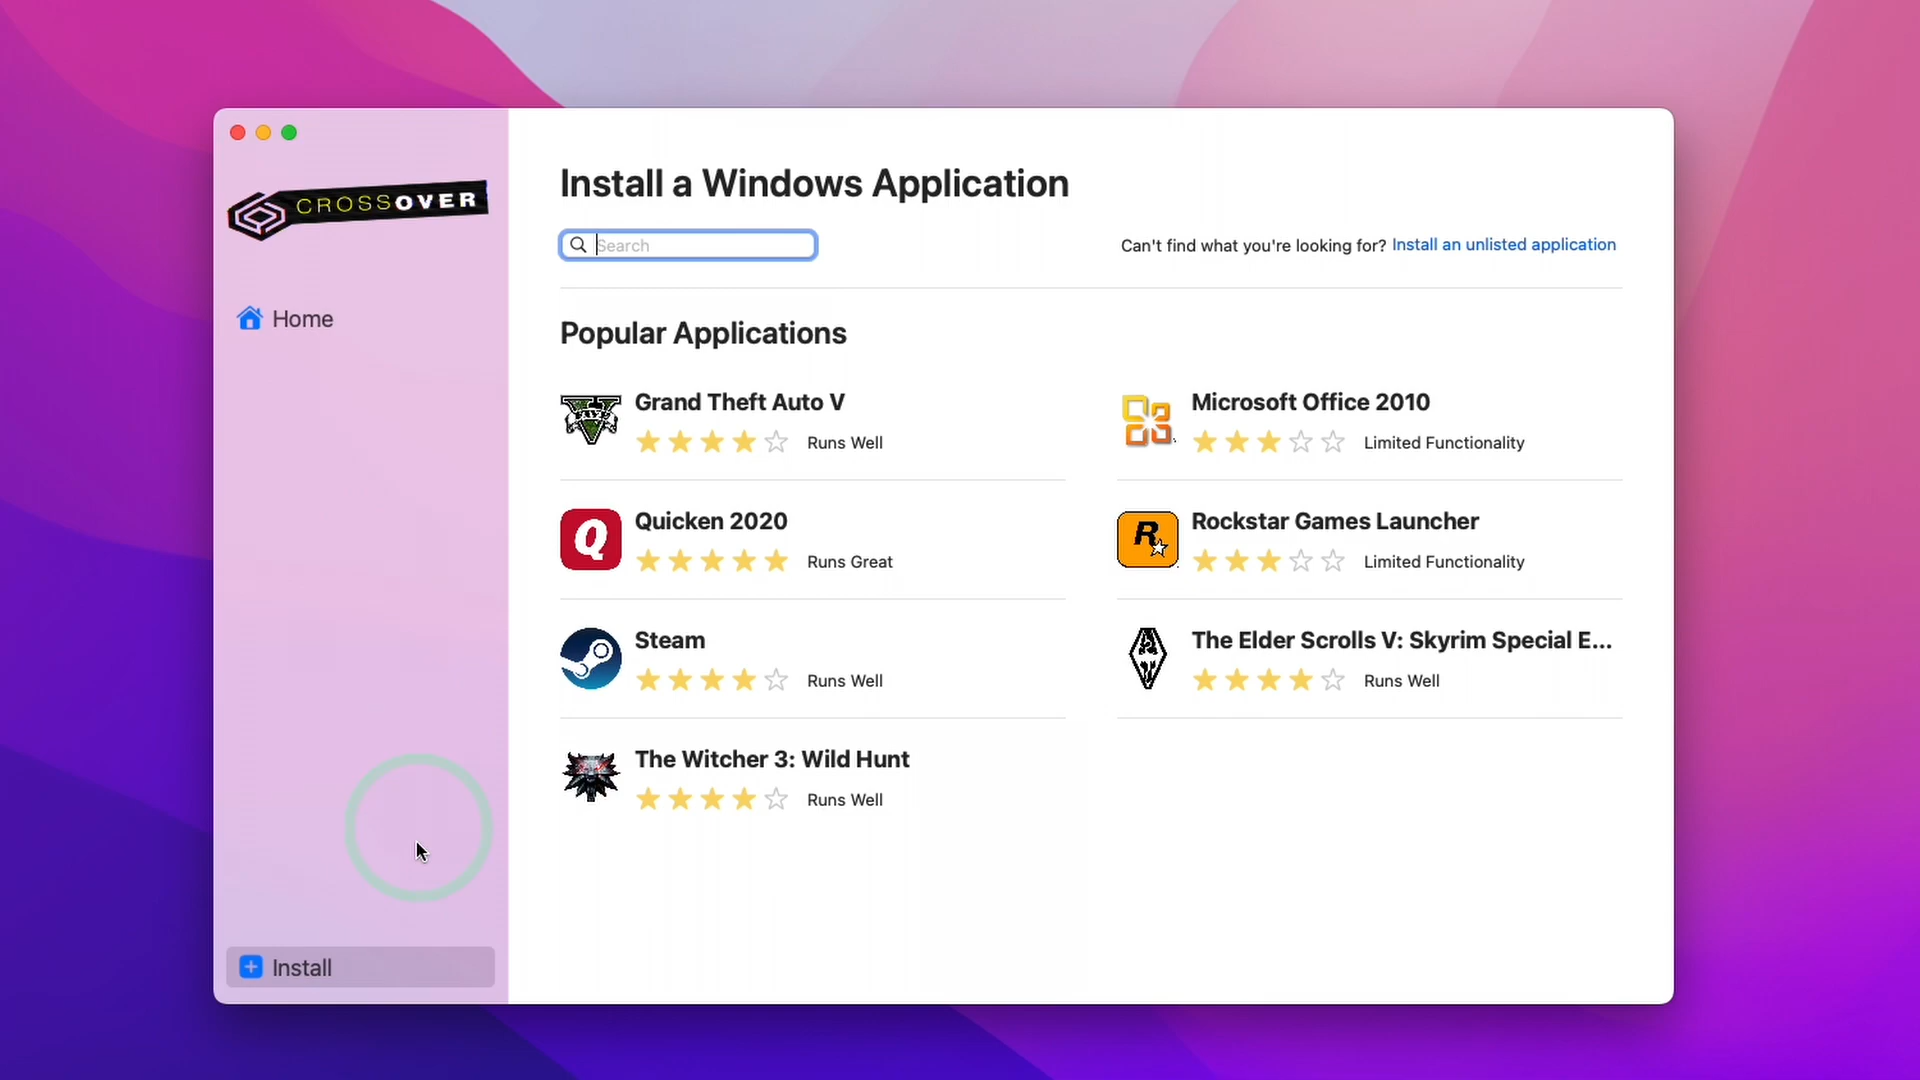 CROSSOVER
Home
Install
Install a Windows Application
Search
Can't find what you're looking for? Install an unlisted application
Popular Applications
Grand Theft Auto V
Runs Well
Microsoft Office 2010
Limited Functionality
Quicken 2020
Runs Great
Rockstar Games Launcher
Limited Functionality
Steam
Runs Well
The Elder Scrolls V: Skyrim Special E...
Runs Well
The Witcher 3: Wild Hunt
Runs Well